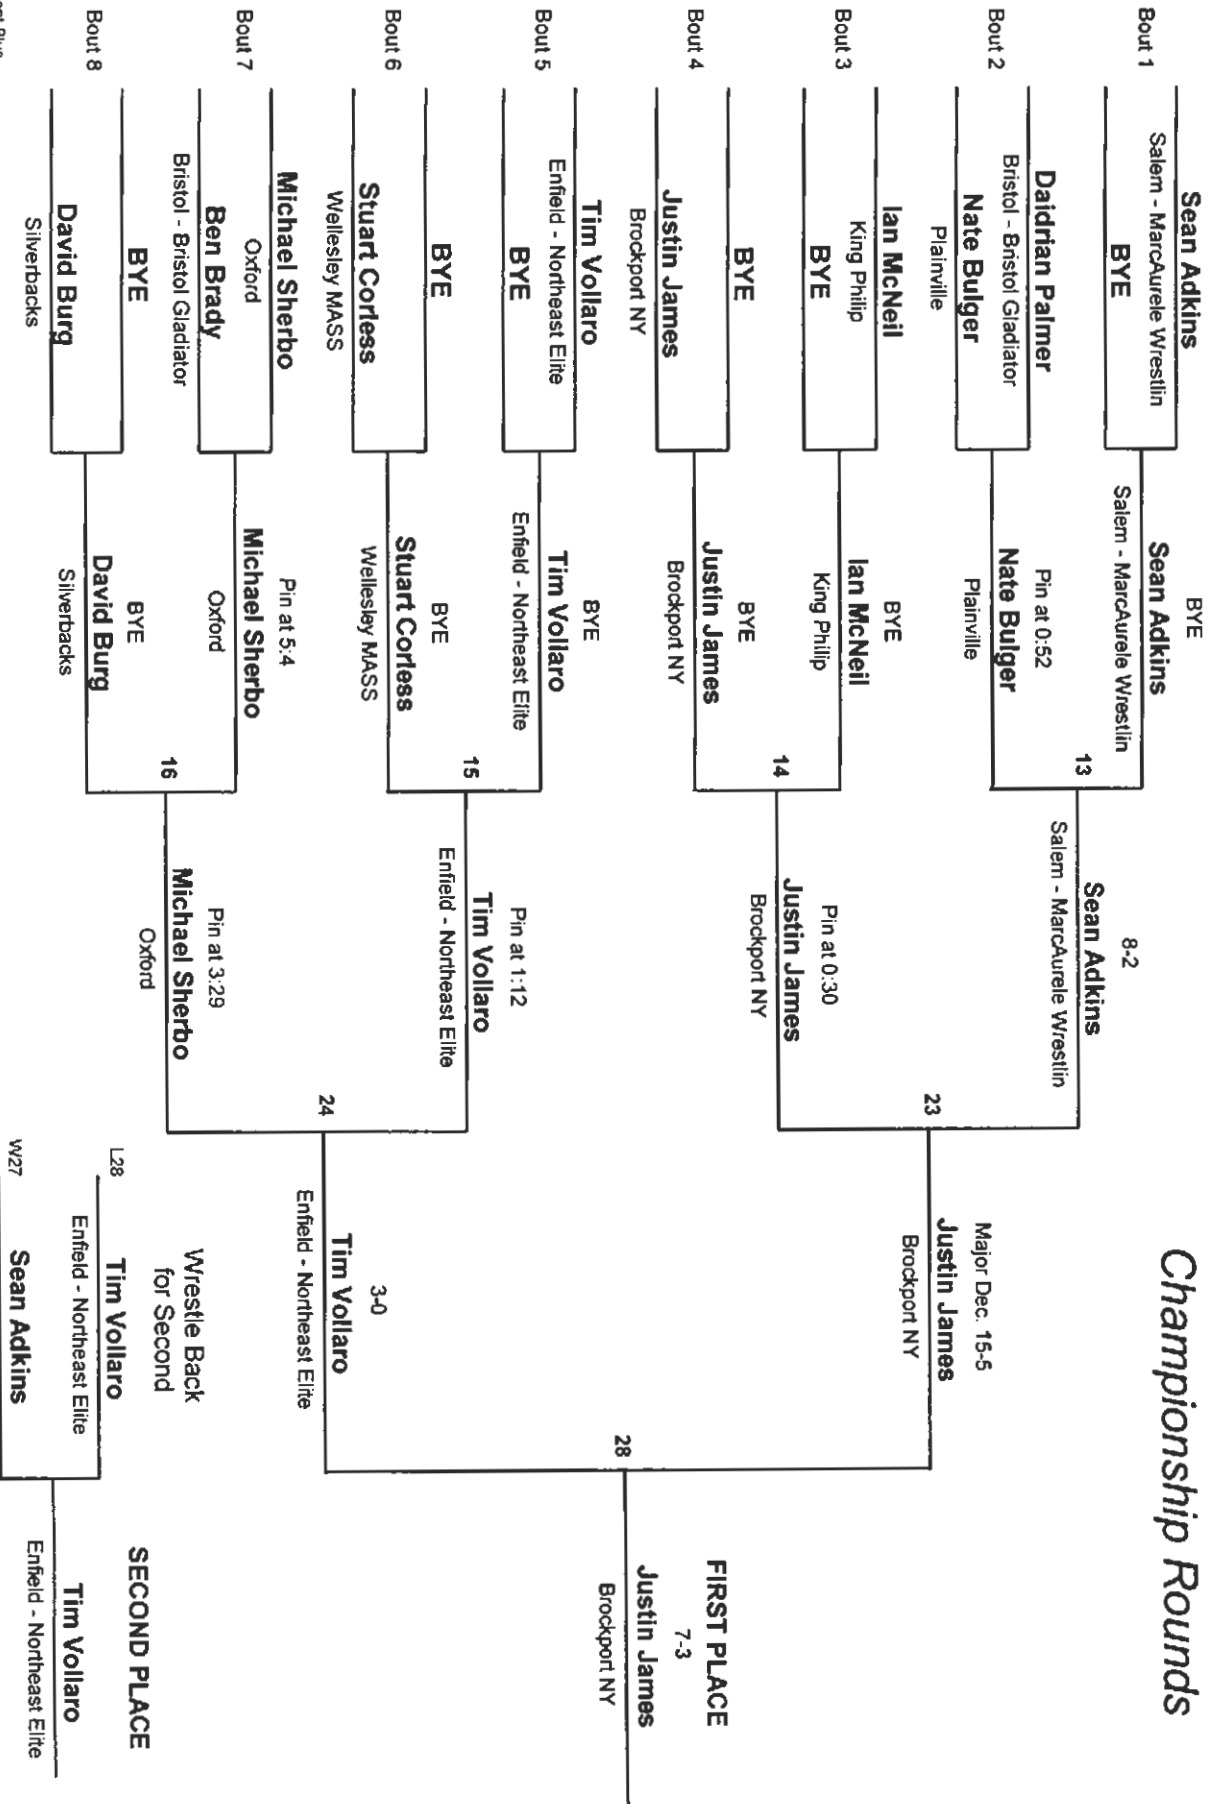 Championship Rounds
BYE
Sean Adkins
Salem - MarcAurele Wrestlin
Bout 1
BYE
Sean Adkins
Salem - MarcAurele Wrestlin
Daidrian Palmer
Bristol - Bristol Gladiator
Bout 2
Nate Bulger
Plainville
Pin at 0:52
Nate Bulger
Plainville
13
8-2
Sean Adkins
Salem - MarcAurele Wrestlin
Ian McNeil
King Philip
Bout 3
BYE
BYE
Ian McNeil
King Philip
BYE
Bout 4
Justin James
Brockport NY
BYE
Justin James
Brockport NY
14
Pin at 0:30
Justin James
Brockport NY
23
Major Dec. 15-5
Justin James
Brockport NY
Tim Vollaro
Enfield - Northeast Elite
Bout 5
BYE
BYE
Tim Vollaro
Enfield - Northeast Elite
BYE
Bout 6
Stuart Corless
Wellesley MASS
BYE
Stuart Corless
Wellesley MASS
15
Pin at 1:12
Tim Vollaro
Enfield - Northeast Elite
Michael Sherbo
Oxford
Bout 7
Ben Brady
Bristol - Bristol Gladiator
Pin at 5:4
Michael Sherbo
Oxford
BYE
Bout 8
David Burg
Silverbacks
BYE
David Burg
Silverbacks
16
Pin at 3:29
Michael Sherbo
Oxford
24
3-0
Tim Vollaro
Enfield - Northeast Elite
28
FIRST PLACE
7-3
Justin James
Brockport NY
Wrestle Back
for Second
L28
Tim Vollaro
Enfield - Northeast Elite
W27
Sean Adkins
SECOND PLACE
Tim Vollaro
Enfield - Northeast Elite